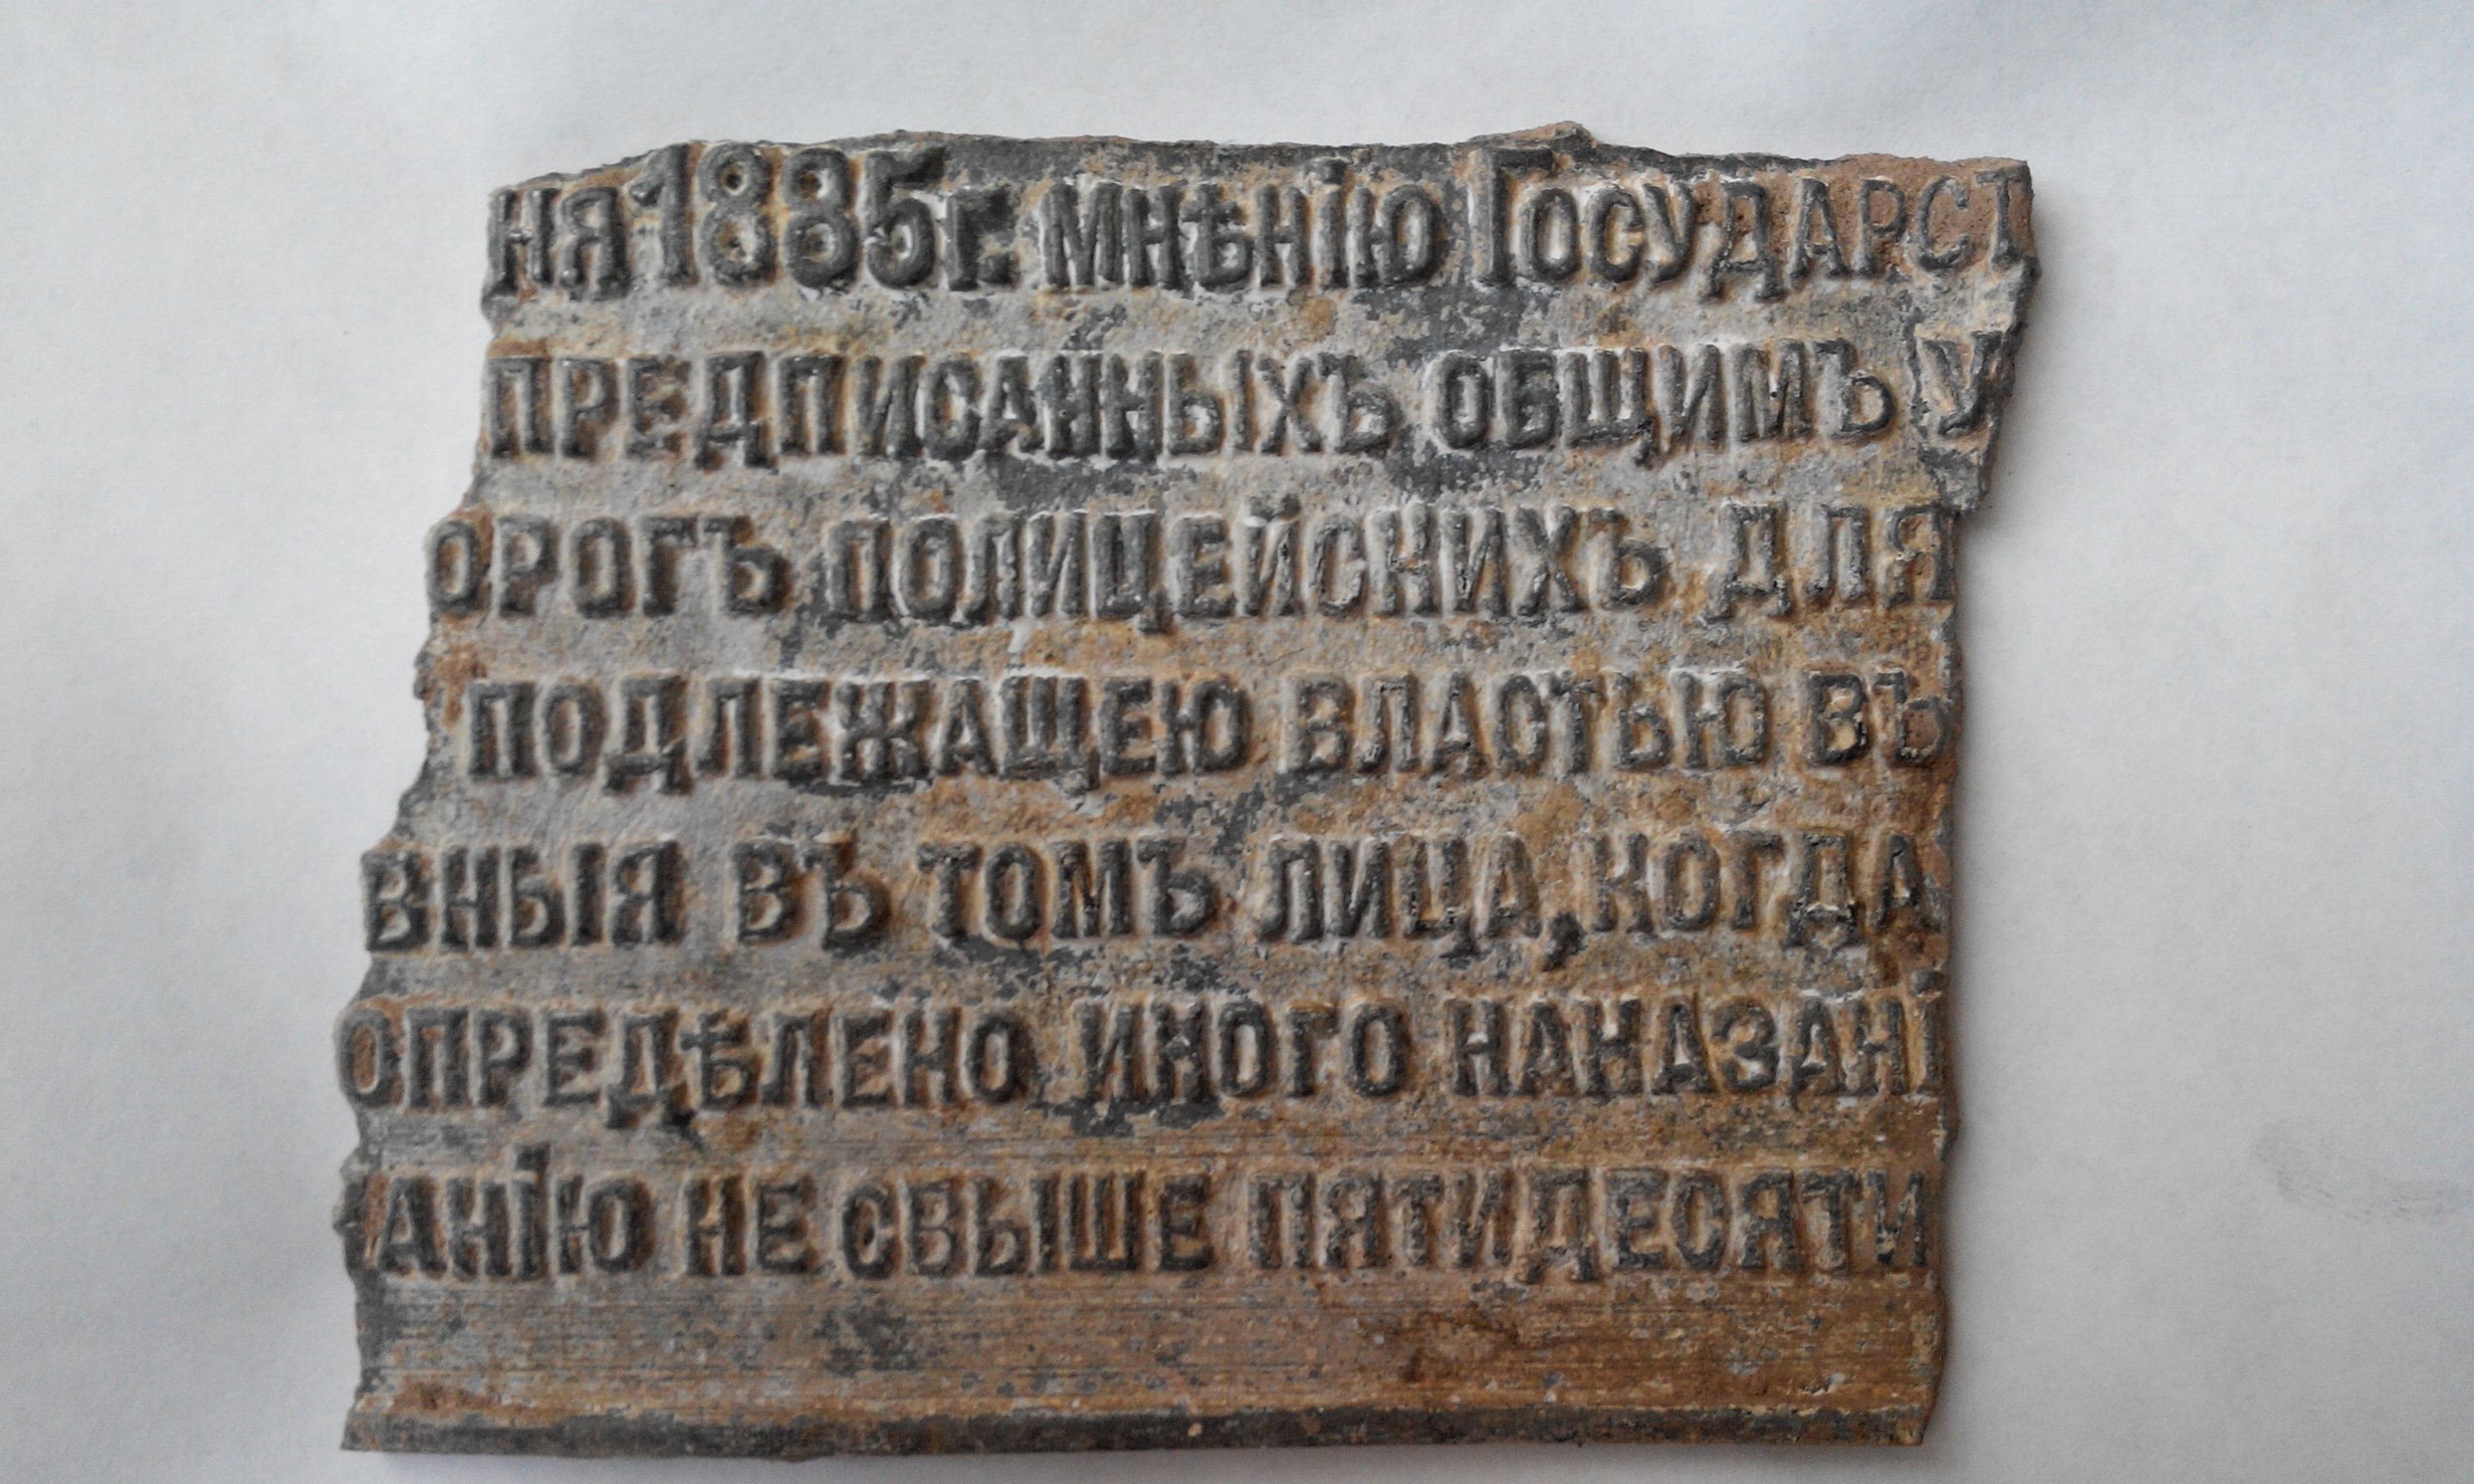 НЯ 1885 г. МНѢНІЮ ГОСУДАРСТ
ПРЕДПИСАННЫХЪ ОБЩИМЪ У
ОРОГЪ ПОЛИЦЕЙСКИХЪ ДЛЯ
ПОДЛЕЖАЩЕЮ ВЛАСТЬЮ ВЪ
ВНЫЯ ВЪ ТОМЪ ЛИЦА, КОГДА
ОПРЕДѢЛЕНО ИНОГО НАКАЗАНІ
АНІЮ НЕ СВЫШЕ ПЯТИДЕСЯТИ